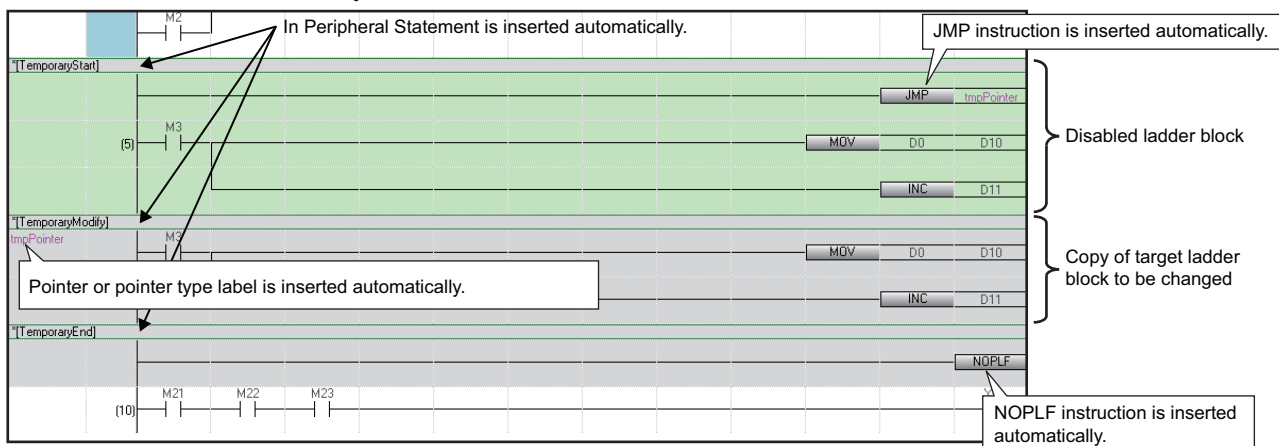 M2
In Peripheral Statement is inserted automatically.
JMP instruction is inserted automatically.
*[TemporaryStart]
JMP tmpPointer
Disabled ladder block
(5) M3 MOV D0 D10
INC D11
*[TemporaryModify]
tmpPointer M3 MOV D0 D10
Copy of target ladder
block to be changed
Pointer or pointer type label is inserted automatically.
INC D11
*[TemporaryEnd]
NOPLF
(10) M21 M22 M23
NOPLF instruction is inserted
automatically.